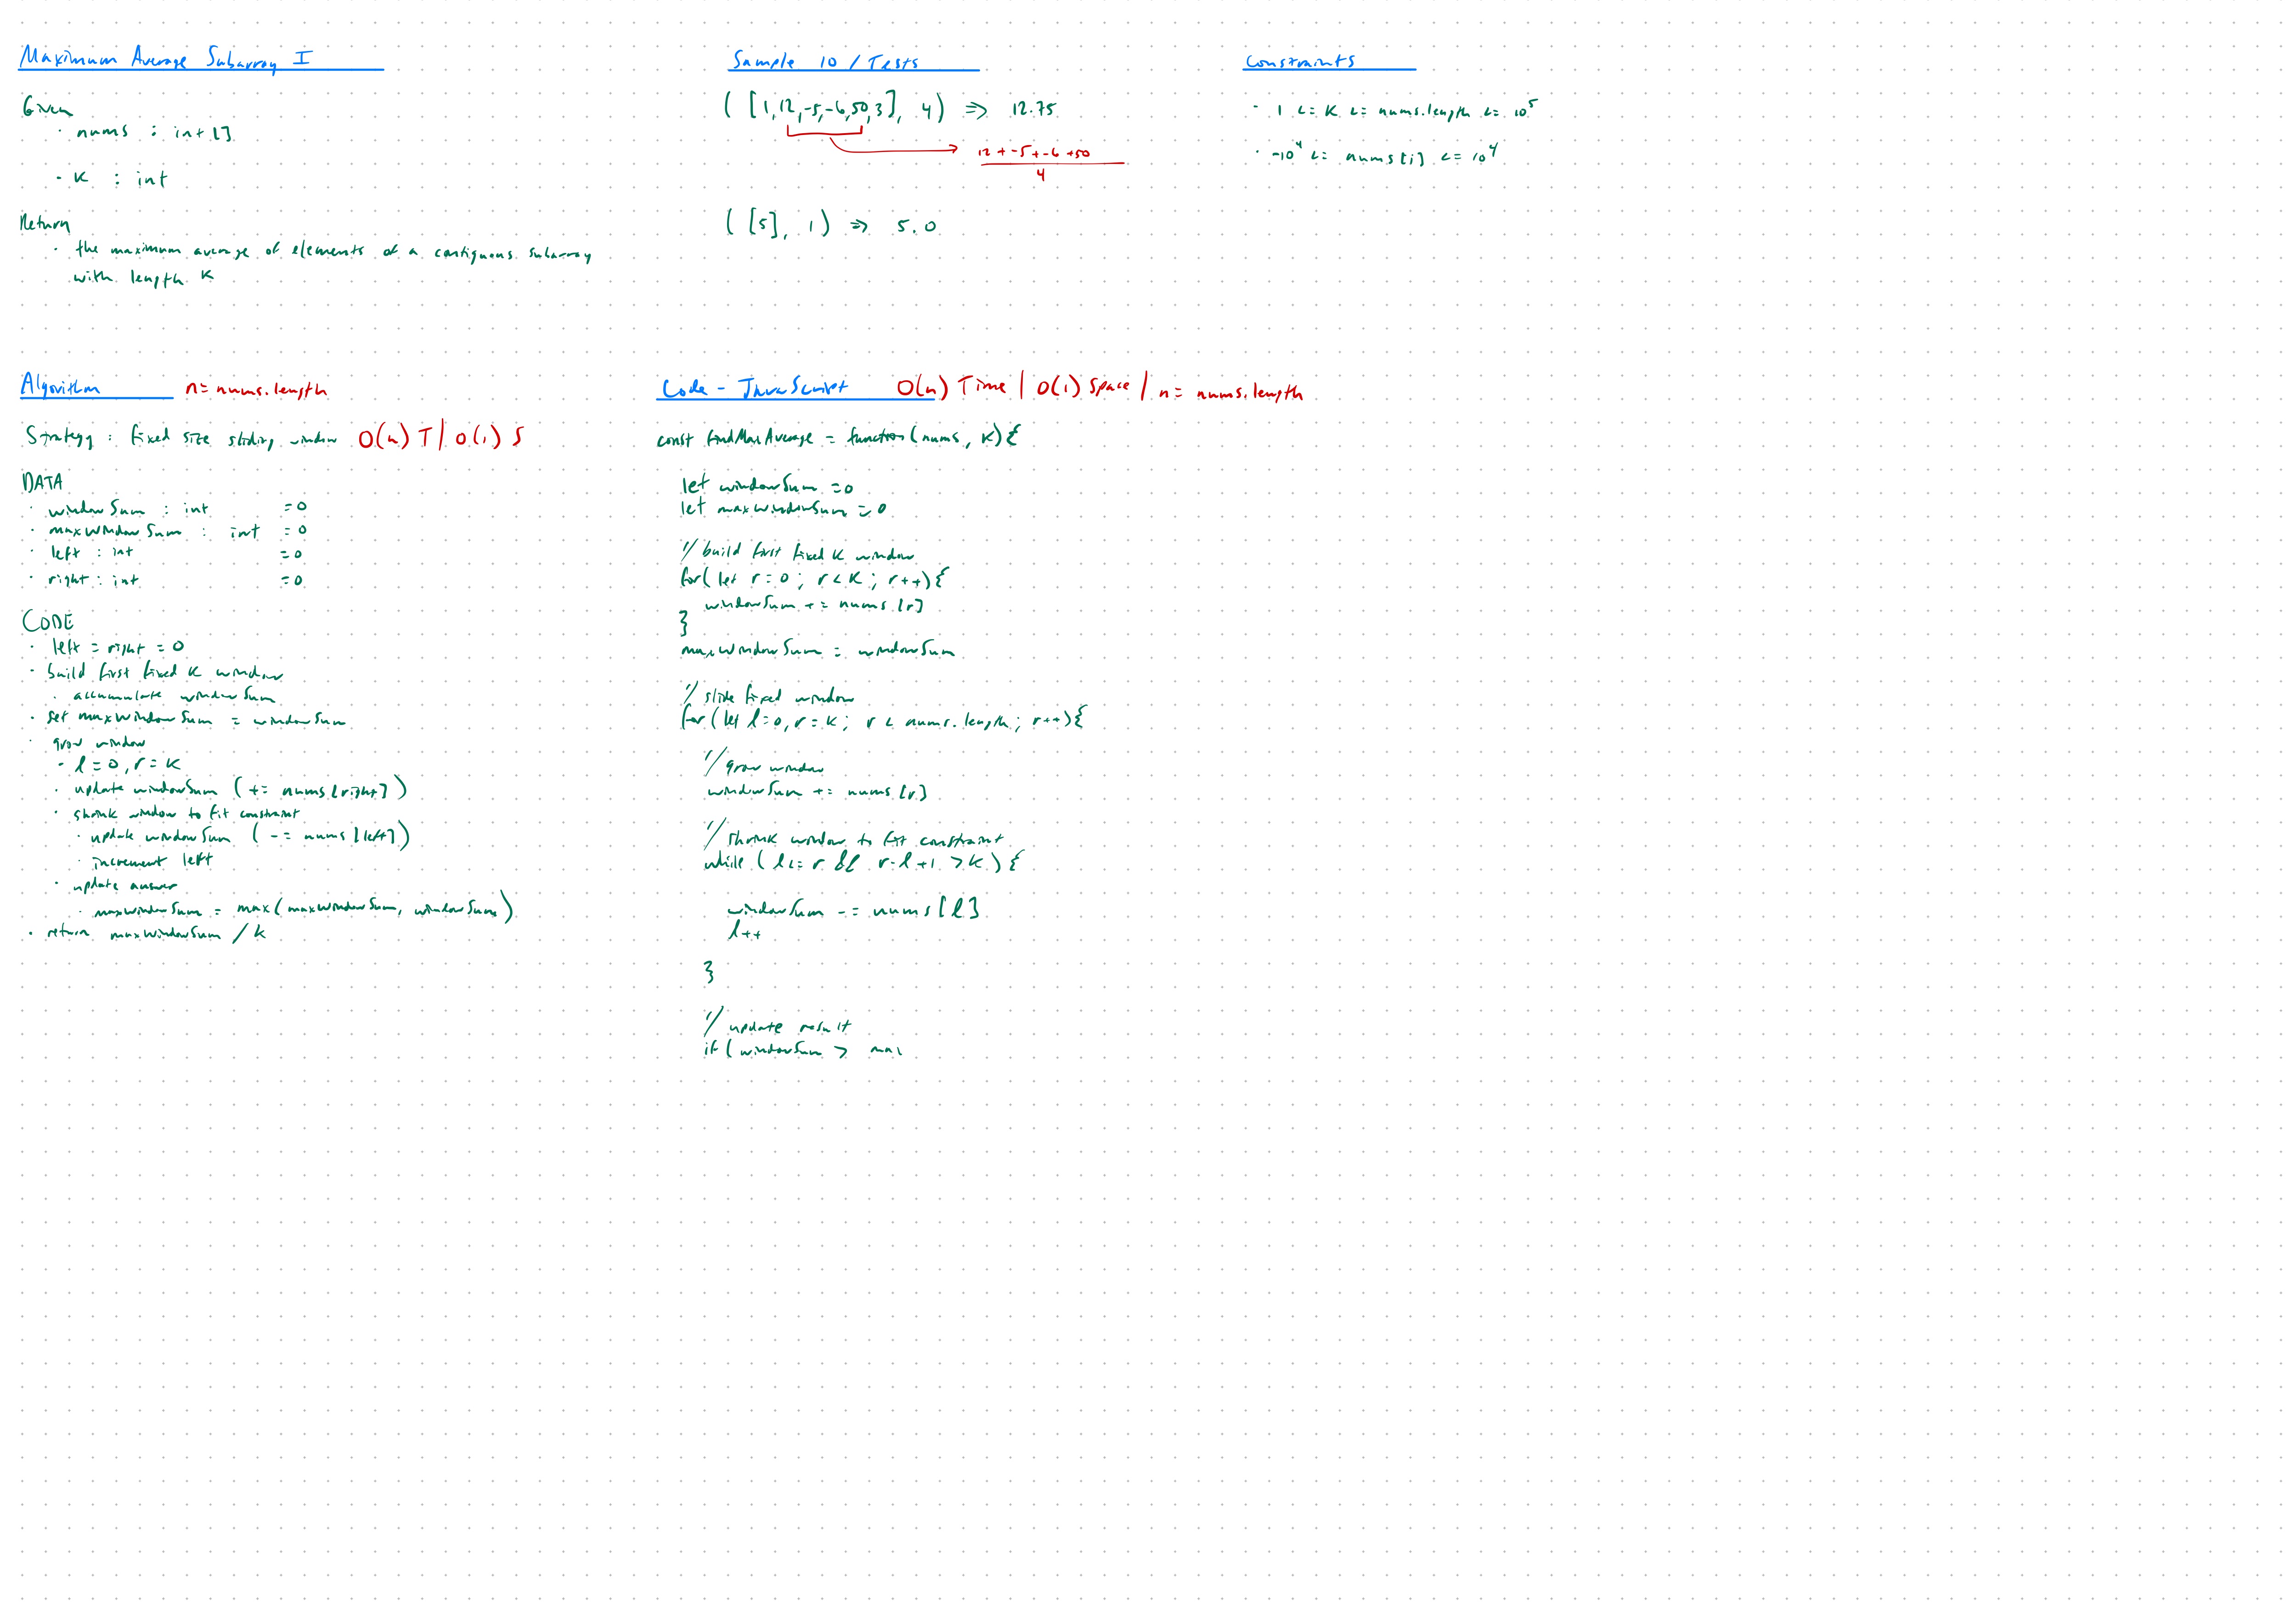 Maximum Average Subarray I
Given
· nums : int []
· K : int
Return
· the maximum average of elements of a contiguous subarray
with length K
Sample IO / Tests
( [1,12,-5,-6,50,3], 4 ) => 12.75
12 + -5 + -6 + 50
4
( [5], 1 ) => 5.0
Constraints
· 1 <= K <= nums.length <= 10^5
· -10^4 <= nums[i] <= 10^4
Algorithm n = nums.length
Strategy : fixed size sliding window O(n) T | O(1) S
DATA
· windowSum : int = 0
· maxWindowSum : int = 0
· left : int = 0
· right : int = 0
CODE
· left = right = 0
· build first fixed K window
· accumulate windowSum
· set maxWindowSum = windowSum
· grow window
· l = 0, r = K
· update windowSum ( += nums[right] )
· shrink window to fit constraint
· update windowSum ( -= nums[left] )
· increment left
· update answer
· maxWindowSum = max( maxWindowSum, windowSum )
· return maxWindowSum / k
Code - JavaScript O(n) Time | O(1) Space | n = nums.length
const findMaxAverage = function(nums, K){
let windowSum = 0
let maxWindowSum = 0
// build first fixed K window
for( let r = 0 ; r < K ; r++){
windowSum += nums[r]
}
maxWindowSum = windowSum
// slide fixed window
for ( let l = 0, r = K ; r < nums.length ; r++){
// grow window
windowSum += nums[r]
// shrink window to fit constraint
while ( l <= r && r - l + 1 > K ) {
windowSum -= nums[l]
l++
}
// update result
if ( windowSum > max